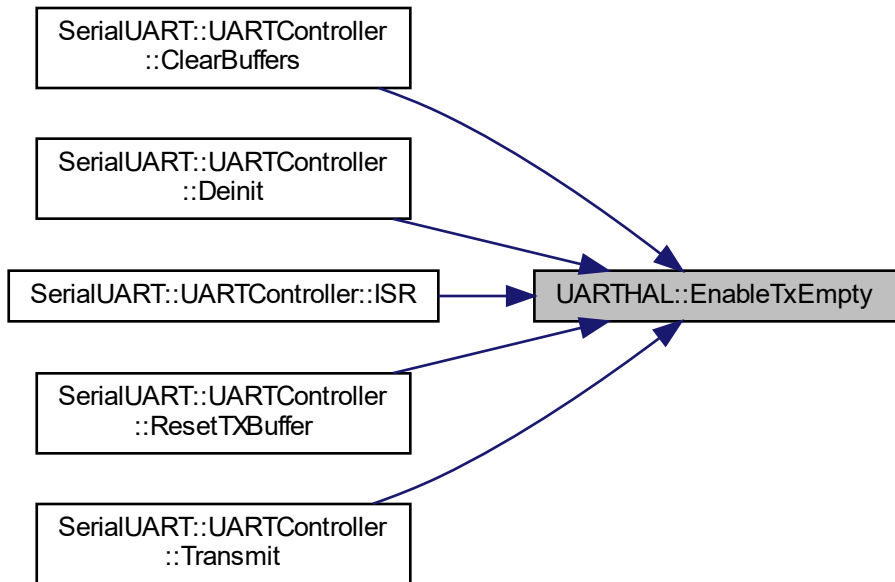 SerialUART::UARTController
::ClearBuffers
SerialUART::UARTController
::Deinit
SerialUART::UARTController::ISR
UARTHAL::EnableTxEmpty
SerialUART::UARTController
::ResetTXBuffer
SerialUART::UARTController
::Transmit